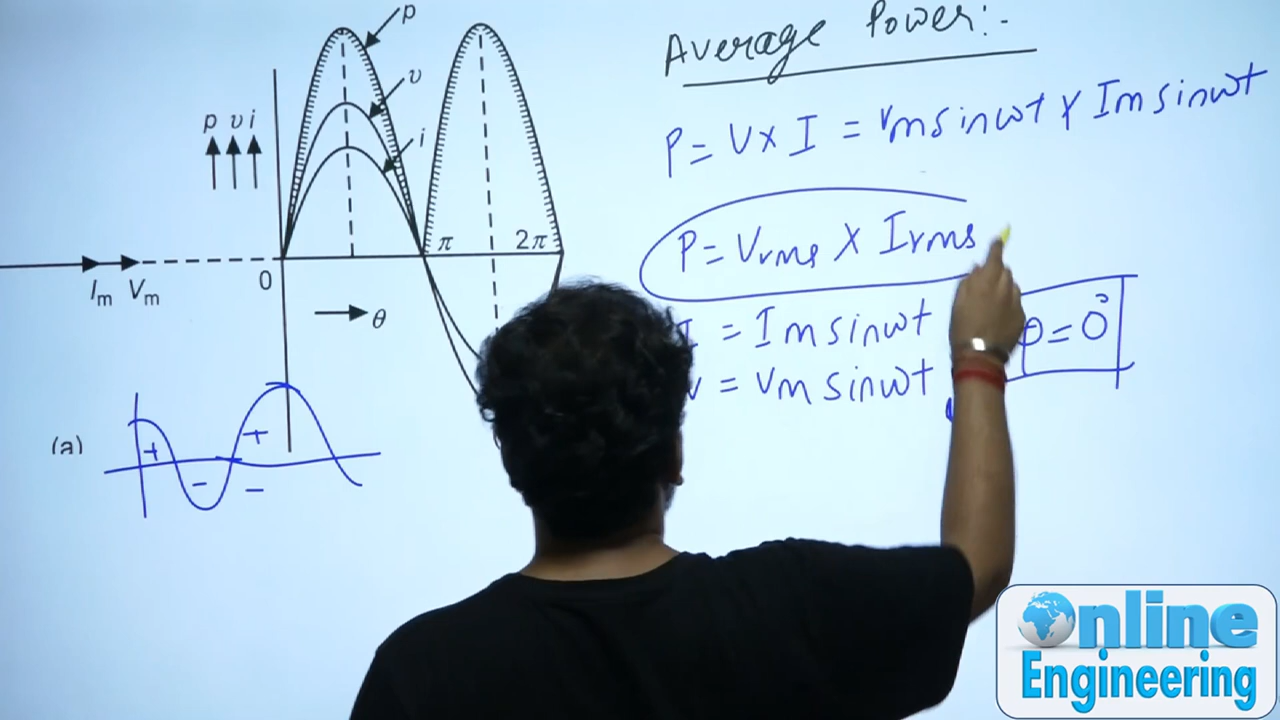 Average Power:-
P = V x I = Vm sinωt x Im sinωt
P = Vrms x Irms
I = Im sinωt
V = Vm sinωt
= 0°
p
υ
i
p υ i
π
2π
0
Im Vm
θ
(a)
+
-
+
-
Online
Engineering